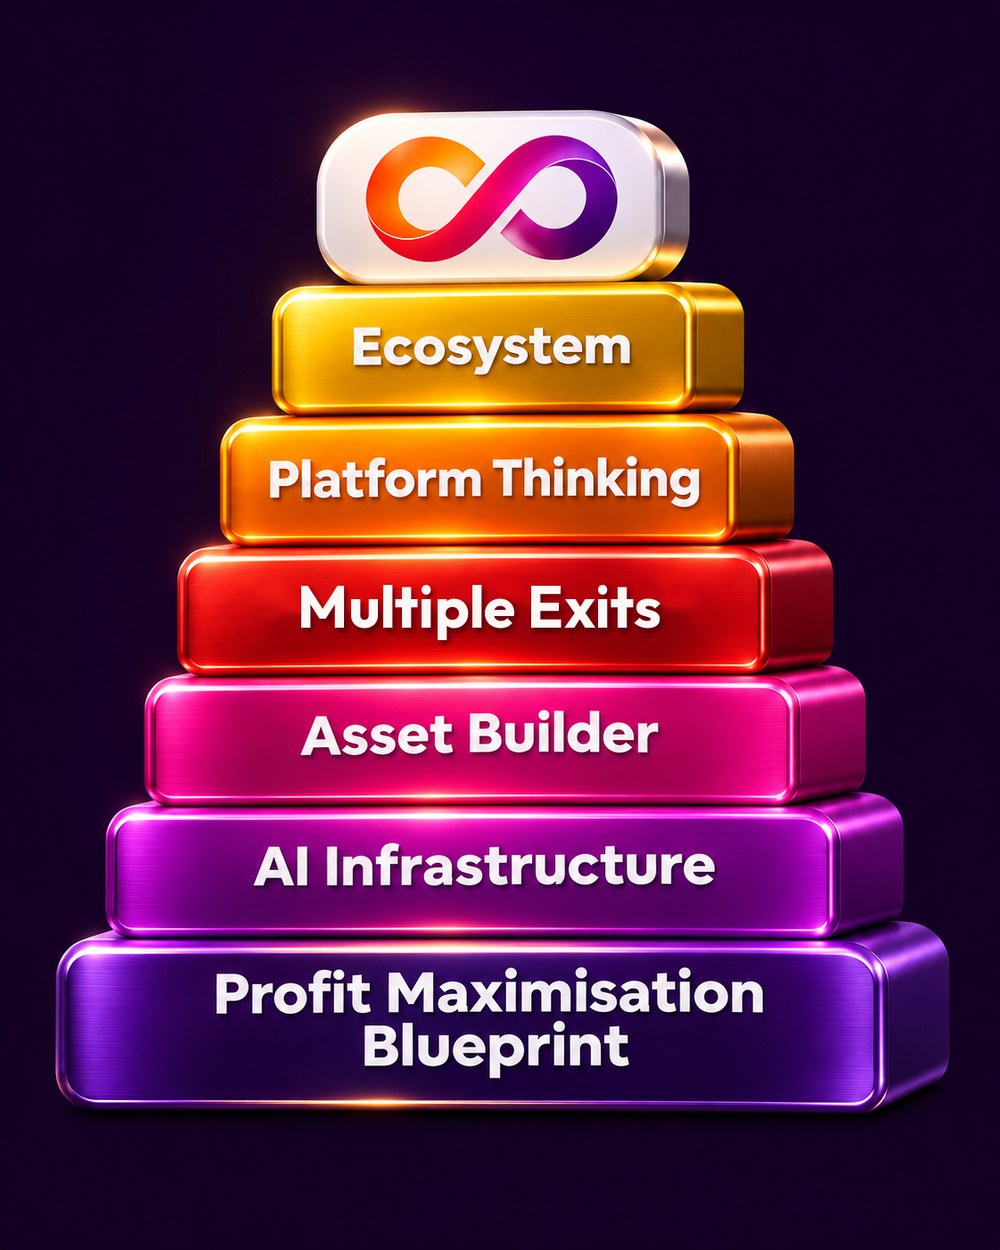 Ecosystem
Platform Thinking
Multiple Exits
Asset Builder
AI Infrastructure
Profit Maximisation
Blueprint